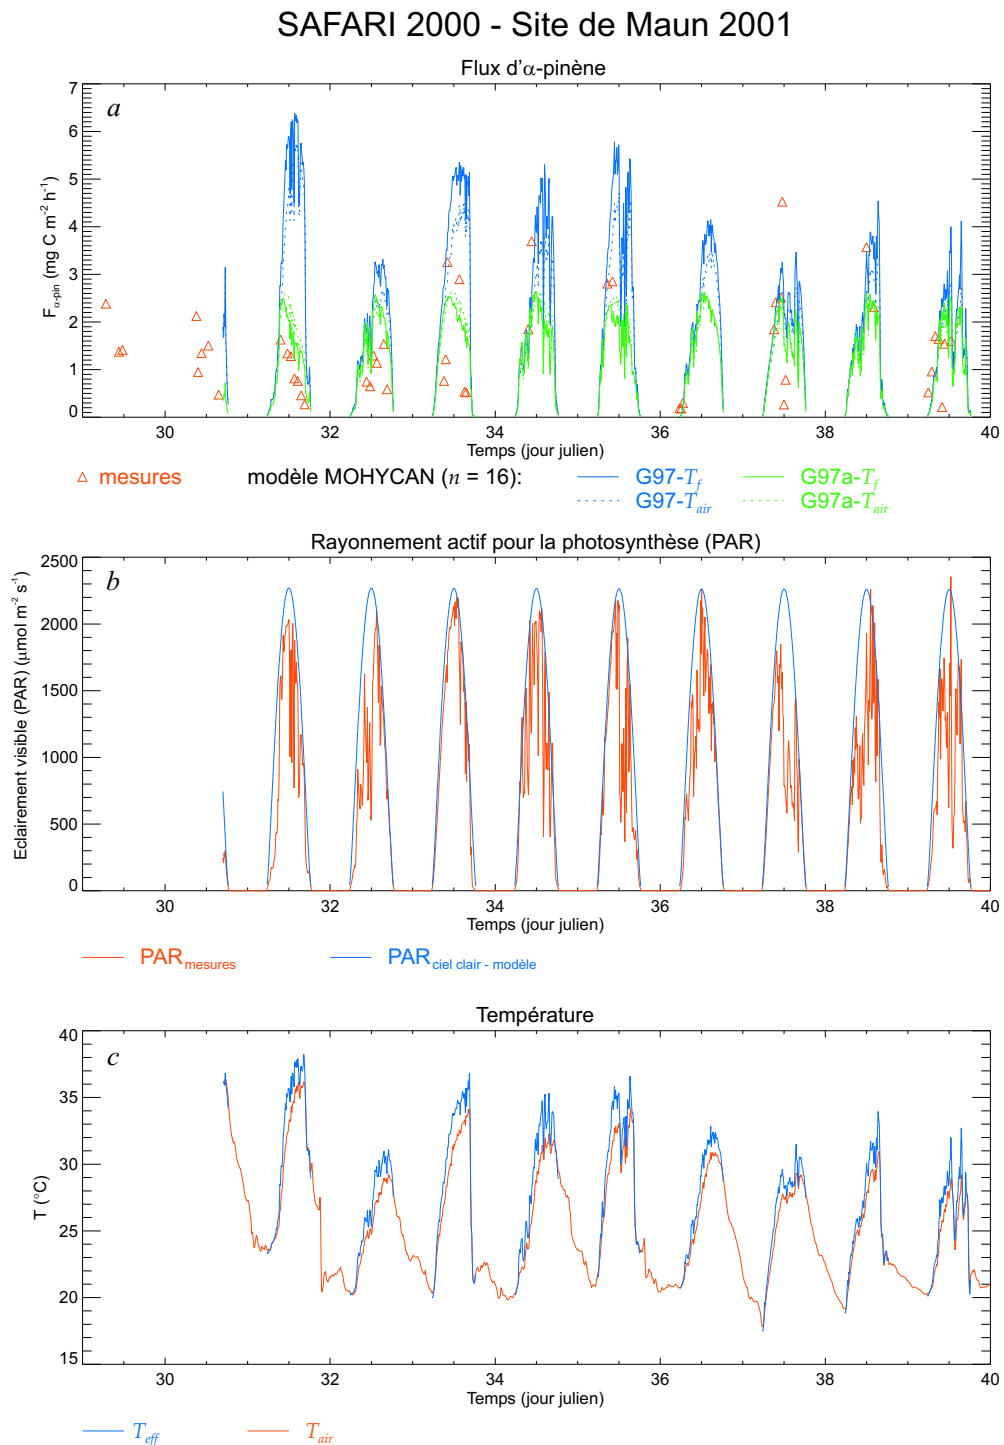 SAFARI 2000 - Site de Maun 2001
Flux d'α-pinène
a
7
6
5
4
3
2
1
0
F α-pin (mg C m-2 h-1)
30 32 34 36 38 40
Temps (jour julien)
mesures modèle MOHYCAN (n = 16): G97-Tf G97a-Tf
G97-Tair G97a-Tair
Rayonnement actif pour la photosynthèse (PAR)
b
2500
2000
1500
1000
500
0
Eclairement visible (PAR) (μmol m-2 s-1)
30 32 34 36 38 40
Temps (jour julien)
PAR mesures PAR ciel clair - modèle
Température
c
40
35
30
25
20
15
T (°C)
30 32 34 36 38 40
Temps (jour julien)
Teff Tair